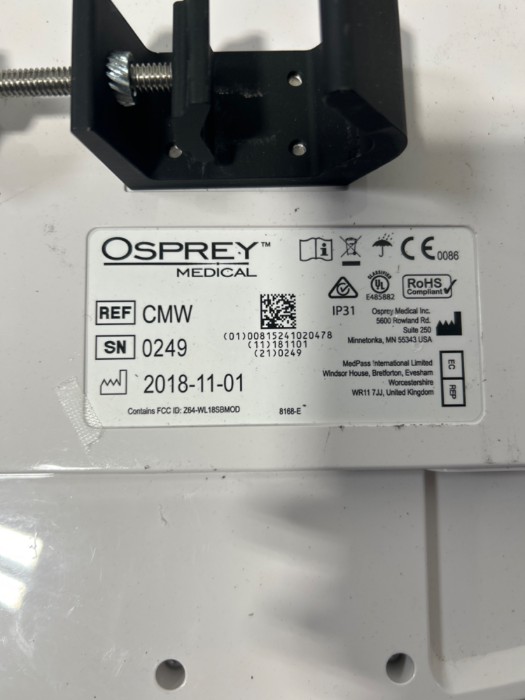 OSPREY™
MEDICAL
CE 0086
CLASSIFIED
UL
E485882
RoHS
Compliant
IP31
REF CMW
SN 0249
2018-11-01
(01)00815241020478
(11)181101
(21)0249
Osprey Medical Inc.
5600 Rowland Rd.
Suite 250
Minnetonka, MN 55343 USA
MedPass International Limited
Windsor House, Bretforton, Evesham
Worcestershire
WR11 7JJ, United Kingdom
EC REP
Contains FCC ID: Z64-WL18SBMOD
8168-E